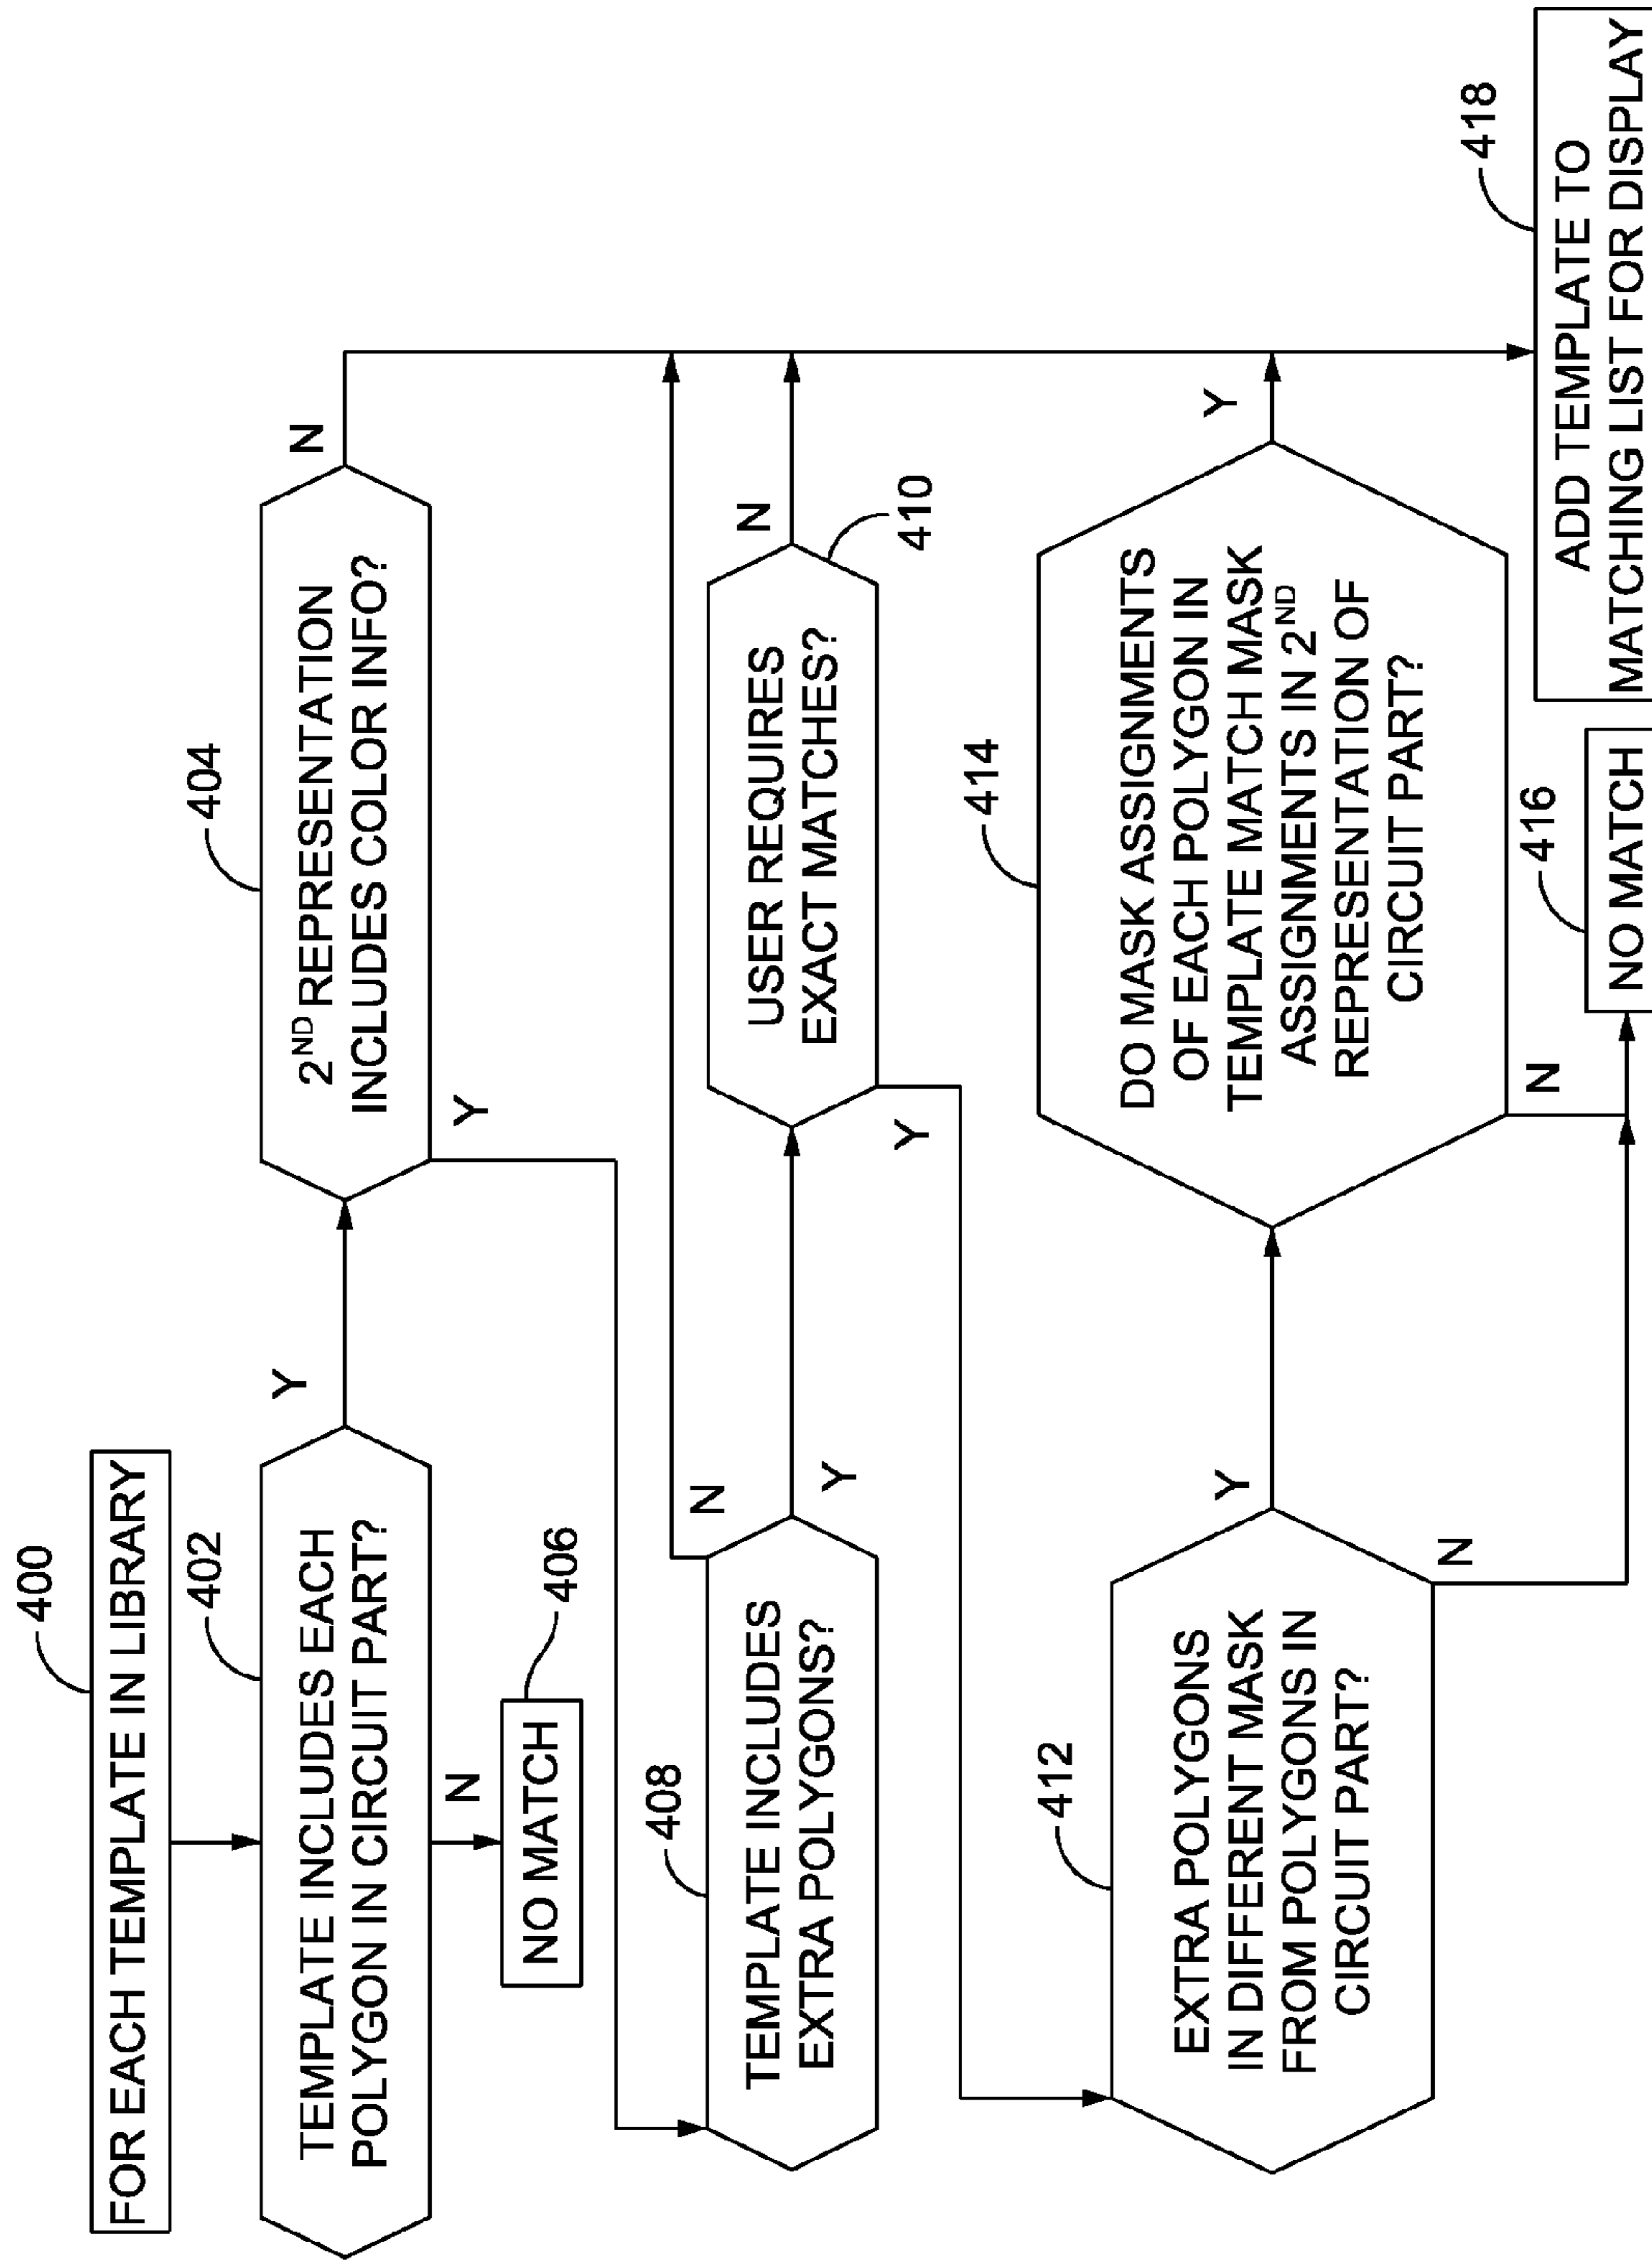 400
FOR EACH TEMPLATE IN LIBRARY
402
TEMPLATE INCLUDES EACH
POLYGON IN CIRCUIT PART?
Y
N
404
2ND REPRESENTATION
INCLUDES COLOR INFO?
N
Y
406
NO MATCH
408
TEMPLATE INCLUDES
EXTRA POLYGONS?
N
Y
USER REQUIRES
EXACT MATCHES?
N
410
Y
412
EXTRA POLYGONS
IN DIFFERENT MASK
FROM POLYGONS IN
CIRCUIT PART?
Y
N
414
DO MASK ASSIGNMENTS
OF EACH POLYGON IN
TEMPLATE MATCH MASK
ASSIGNMENTS IN 2ND
REPRESENTATION OF
CIRCUIT PART?
Y
N
416
NO MATCH
418
ADD TEMPLATE TO
MATCHING LIST FOR DISPLAY